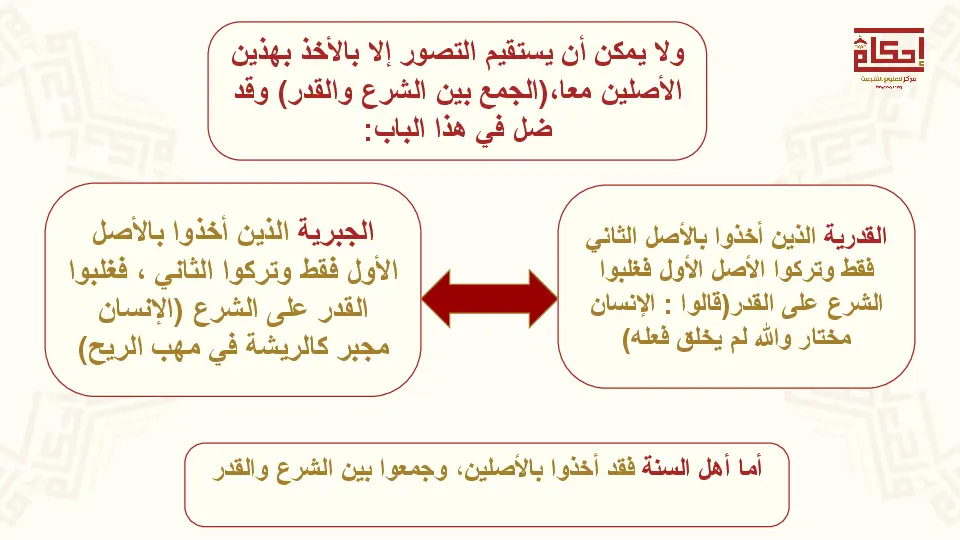 ولا يمكن أن يستقيم التصور إلا بالأخذ بهذين
الأصلين معا،(الجمع بين الشرع والقدر) وقد
ضل في هذا الباب:
إحكام
مركز للعلوم الشرعية
القدرية الذين أخذوا بالأصل الثاني
فقط وتركوا الأصل الأول فغلبوا
الشرع على القدر(قالوا : الإنسان
مختار والله لم يخلق فعله)
الجبرية الذين أخذوا بالأصل
الأول فقط وتركوا الثاني ، فغلبوا
القدر على الشرع (الإنسان
مجبر كالريشة في مهب الريح)
أما أهل السنة فقد أخذوا بالأصلين، وجمعوا بين الشرع والقدر